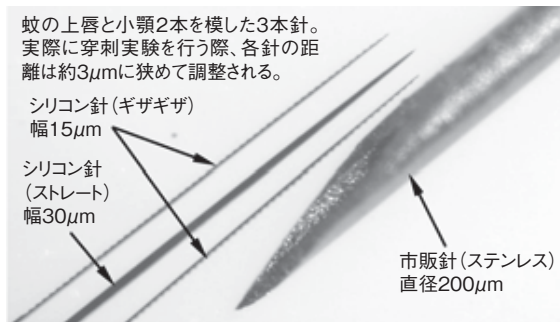 蚊の上唇と小顎2本を模した3本針。
実際に穿刺実験を行う際、各針の距
離は約3μmに狭めて調整される。
シリコン針(ギザギザ)
幅15μm
シリコン針
(ストレート)
幅30μm
市販針(ステンレス)
直径200μm